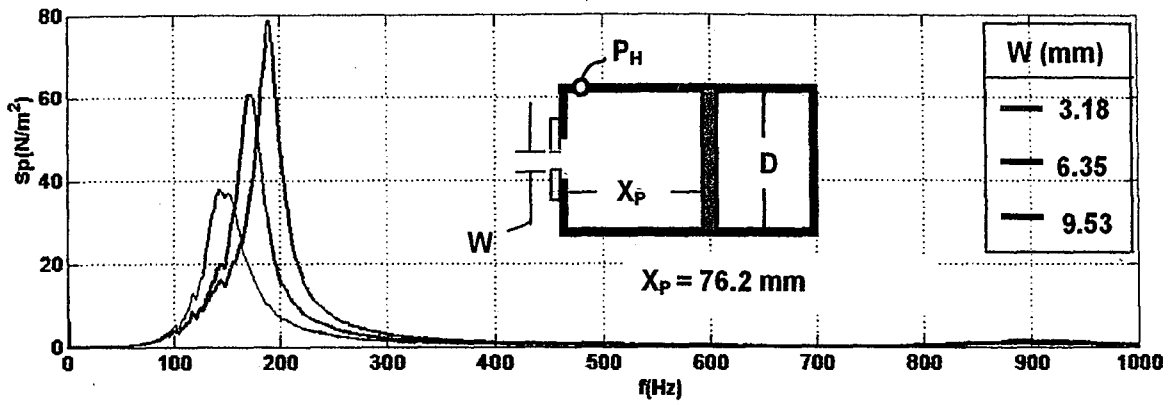 80
60
40
20
0
Sp(N/m²)
0 100 200 300 400 500 600 700 800 900 1000
f(Hz)
P_H
W
X_P
D
X_P = 76.2 mm
W (mm)
3.18
6.35
9.53